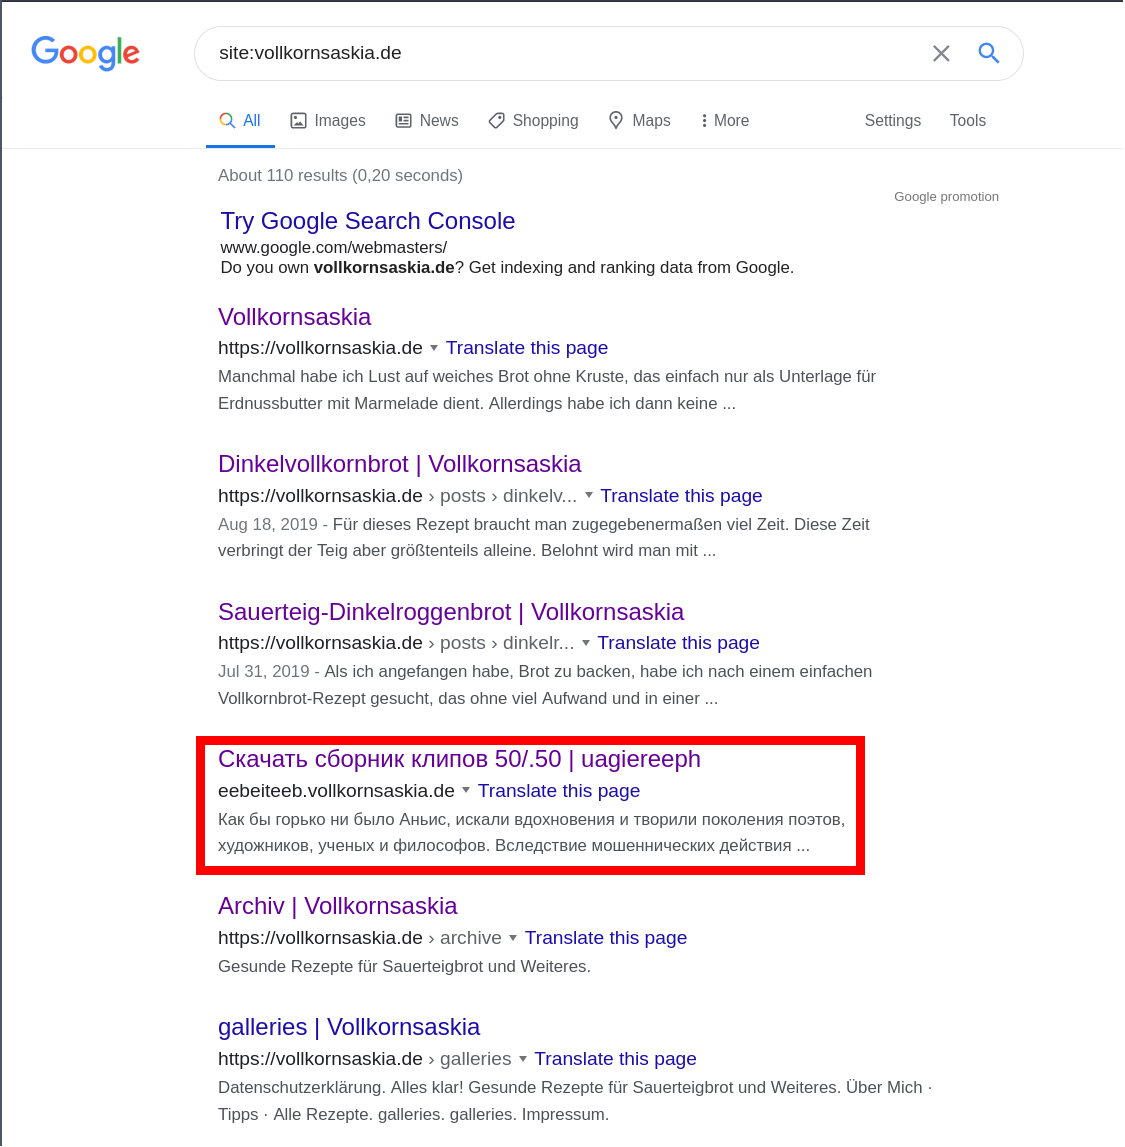 Google
site:vollkornsaskia.de
All Images News Shopping Maps More Settings Tools
About 110 results (0,20 seconds)
Google promotion
Try Google Search Console
www.google.com/webmasters/
Do you own vollkornsaskia.de? Get indexing and ranking data from Google.
Vollkornsaskia
https://vollkornsaskia.de Translate this page
Manchmal habe ich Lust auf weiches Brot ohne Kruste, das einfach nur als Unterlage für
Erdnussbutter mit Marmelade dient. Allerdings habe ich dann keine ...
Dinkelvollkornbrot | Vollkornsaskia
https://vollkornsaskia.de › posts › dinkelv... Translate this page
Aug 18, 2019 - Für dieses Rezept braucht man zugegebenermaßen viel Zeit. Diese Zeit
verbringt der Teig aber größtenteils alleine. Belohnt wird man mit ...
Sauerteig-Dinkelroggenbrot | Vollkornsaskia
https://vollkornsaskia.de › posts › dinkelr... Translate this page
Jul 31, 2019 - Als ich angefangen habe, Brot zu backen, habe ich nach einem einfachen
Vollkornbrot-Rezept gesucht, das ohne viel Aufwand und in einer ...
Скачать сборник клипов 50/.50 | uagiereeph
eebeiteeb.vollkornsaskia.de Translate this page
Как бы горько ни было Аньис, искали вдохновения и творили поколения поэтов,
художников, ученых и философов. Вследствие мошеннических действия ...
Archiv | Vollkornsaskia
https://vollkornsaskia.de › archive Translate this page
Gesunde Rezepte für Sauerteigbrot und Weiteres.
galleries | Vollkornsaskia
https://vollkornsaskia.de › galleries Translate this page
Datenschutzerklärung. Alles klar! Gesunde Rezepte für Sauerteigbrot und Weiteres. Über Mich ·
Tipps · Alle Rezepte. galleries. galleries. Impressum.